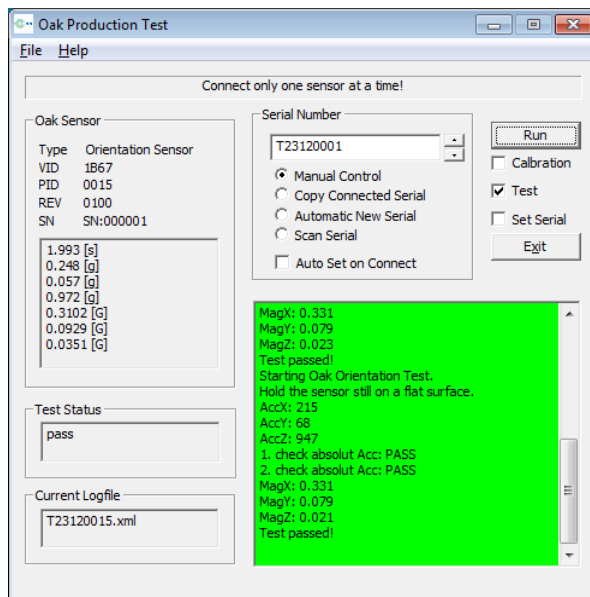 Oak Production Test
File Help
Connect only one sensor at a time!
Oak Sensor
Type Orientation Sensor
VID 1B67
PID 0015
REV 0100
SN SN:000001
1.993 [s]
0.248 [g]
0.057 [g]
0.972 [g]
0.3102 [G]
0.0929 [G]
0.0351 [G]
Test Status
pass
Current Logfile
T23120015.xml
Serial Number
T23120001
Manual Control
Copy Connected Serial
Automatic New Serial
Scan Serial
Auto Set on Connect
Run
Calbration
Test
Set Serial
Exit
MagX: 0.331
MagY: 0.079
MagZ: 0.023
Test passed!
Starting Oak Orientation Test.
Hold the sensor still on a flat surface.
AccX: 215
AccY: 68
AccZ: 947
1. check absolut Acc: PASS
2. check absolut Acc: PASS
MagX: 0.331
MagY: 0.079
MagZ: 0.021
Test passed!